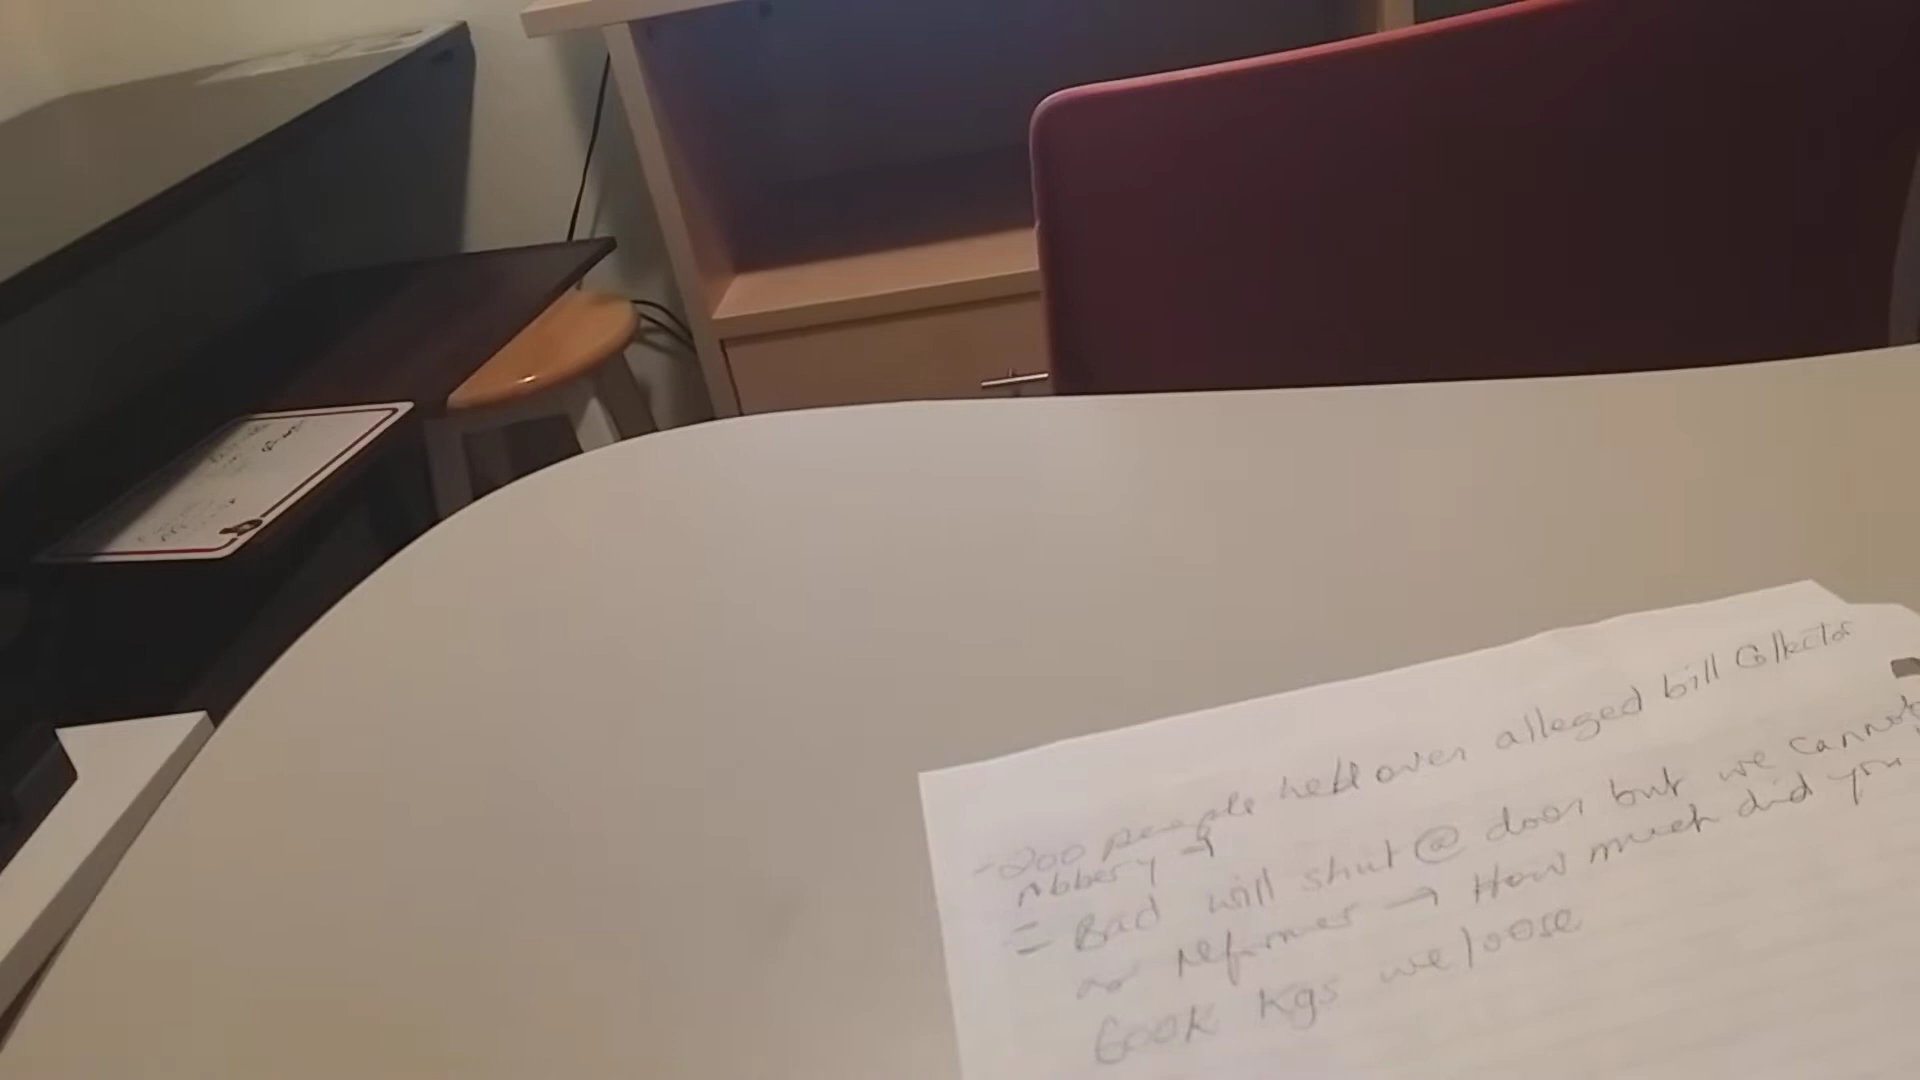 -200 people held over alleged bill Collector
robbery →
= Bad will shut @ door but we cannot
as reformer → How much did you
600k kgs we loose